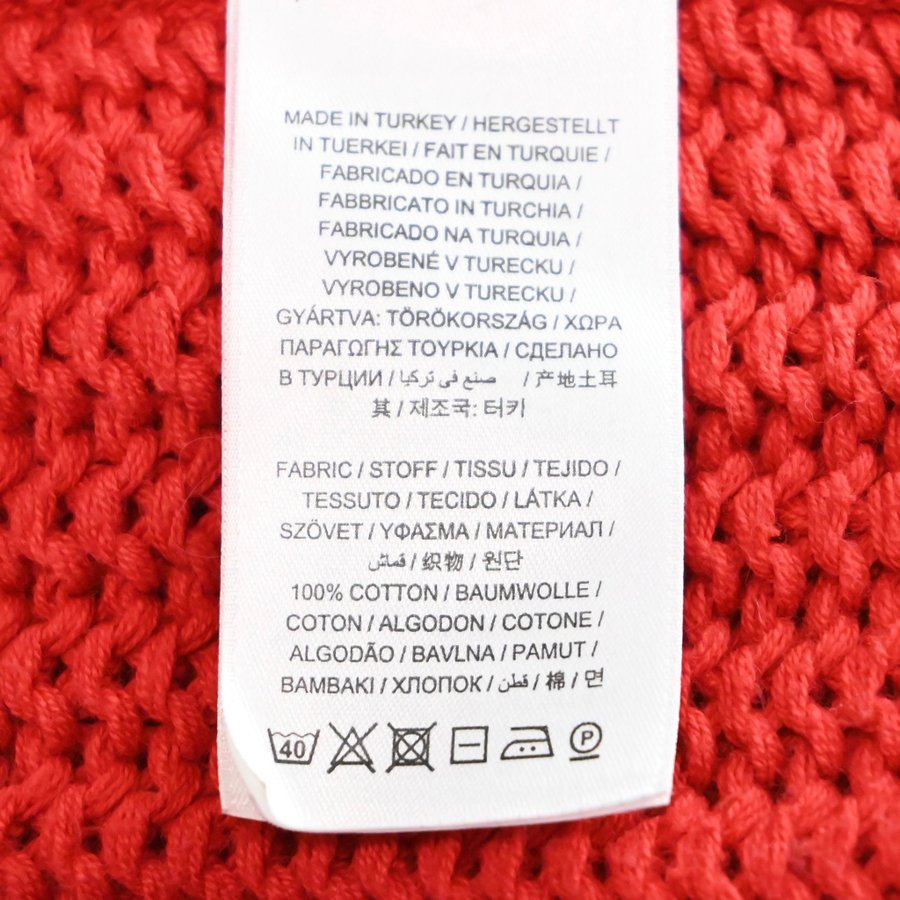 MADE IN TURKEY / HERGESTELLT
IN TUERKEI / FAIT EN TURQUIE /
FABRICADO EN TURQUIA /
FABBRICATO IN TURCHIA /
FABRICADO NA TURQUIA /
VYROBENÉ V TURECKU /
VYROBENO V TURECKU /
GYÁRTVA: TÖRÖKORSZÁG / ΧΩΡΑ
ΠΑΡΑΓΩΓΗΣ ΤΟΥΡΚΙΑ / СДЕЛАНО
В ТУРЦИИ / صنع في تركيا / 产地土耳
其 / 제조국: 터키
FABRIC / STOFF / TISSU / TEJIDO /
TESSUTO / TECIDO / LÁTKA /
SZÖVET / ΥΦΑΣΜΑ / МАТЕРИАЛ /
قماش / 织物 / 원단
100% COTTON / BAUMWOLLE /
COTON / ALGODON / COTONE /
ALGODÃO / BAVLNA / PAMUT /
ΒΑΜΒΑΚΙ / ХЛОПОК / قطن / 棉 / 면
40 P